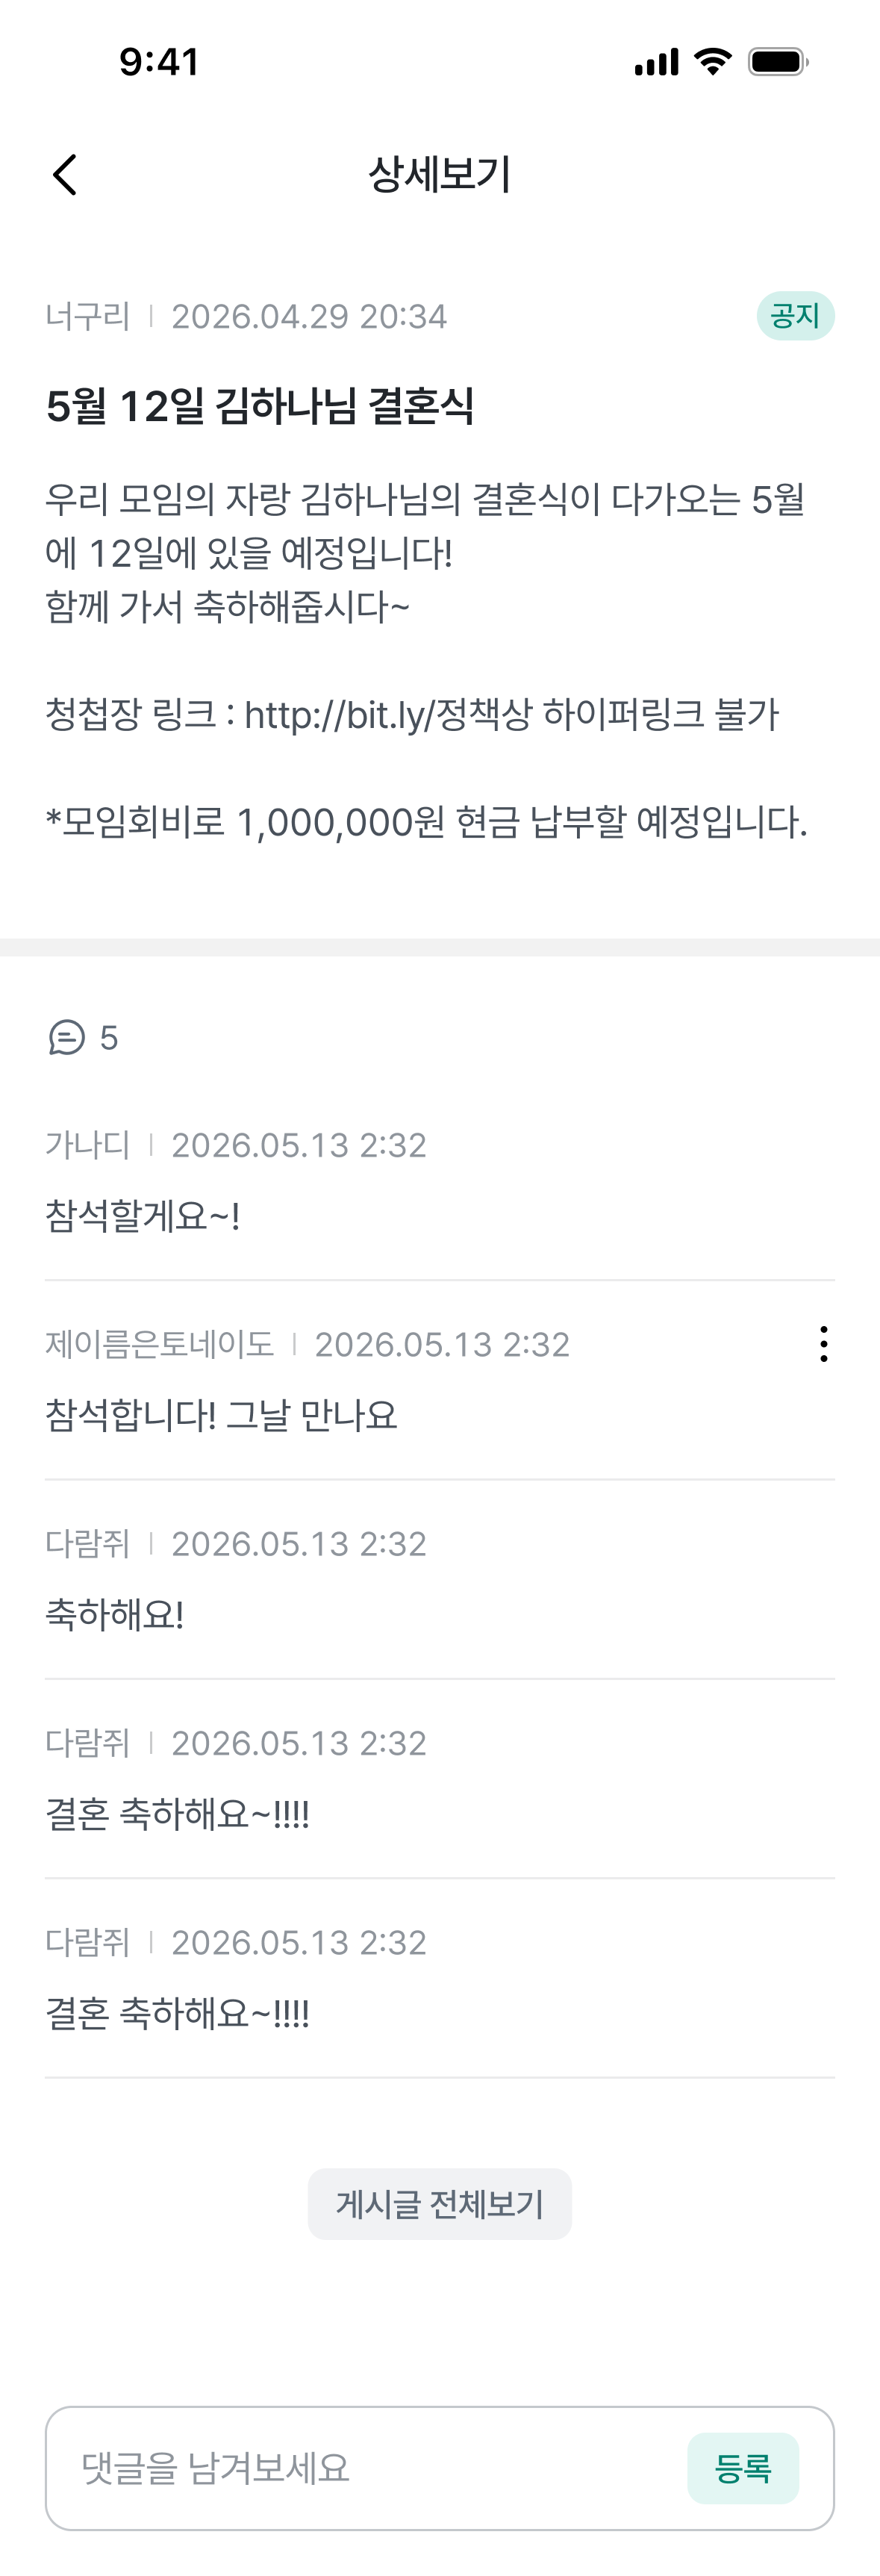 9:41
상세보기
너구리 | 2026.04.29 20:34 공지
5월 12일 김하나님 결혼식
우리 모임의 자랑 김하나님의 결혼식이 다가오는 5월
에 12일에 있을 예정입니다!
함께 가서 축하해줍시다~
청첩장 링크 : http://bit.ly/정책상 하이퍼링크 불가
*모임회비로 1,000,000원 현금 납부할 예정입니다.
5
가나디 | 2026.05.13 2:32
참석할게요~!
제이름은토네이도 | 2026.05.13 2:32
참석합니다! 그날 만나요
다람쥐 | 2026.05.13 2:32
축하해요!
다람쥐 | 2026.05.13 2:32
결혼 축하해요~!!!!
다람쥐 | 2026.05.13 2:32
결혼 축하해요~!!!!
게시글 전체보기
댓글을 남겨보세요 등록